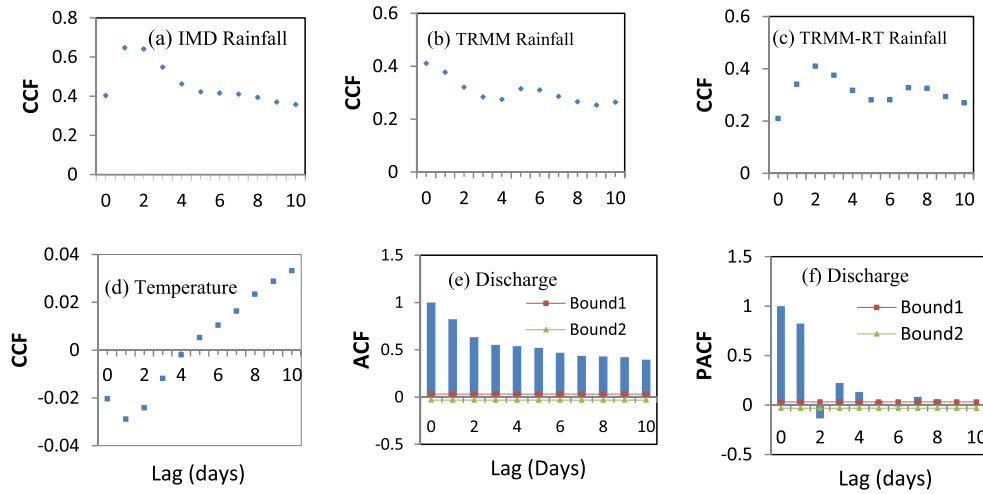 (a) IMD Rainfall
CCF
0.8
0.6
0.4
0.2
0
0 2 4 6 8 10
(b) TRMM Rainfall
CCF
0.6
0.4
0.2
0
0 2 4 6 8 10
(c) TRMM-RT Rainfall
CCF
0.6
0.4
0.2
0
0 2 4 6 8 10
(d) Temperature
CCF
0.04
0.02
0
-0.02
-0.04
0 2 4 6 8 10
Lag (days)
(e) Discharge
Bound1
Bound2
ACF
1.5
1
0.5
0
-0.5
0 2 4 6 8 10
Lag (Days)
(f) Discharge
Bound1
Bound2
PACF
1.5
1
0.5
0
-0.5
0 2 4 6 8 10
Lag (days)